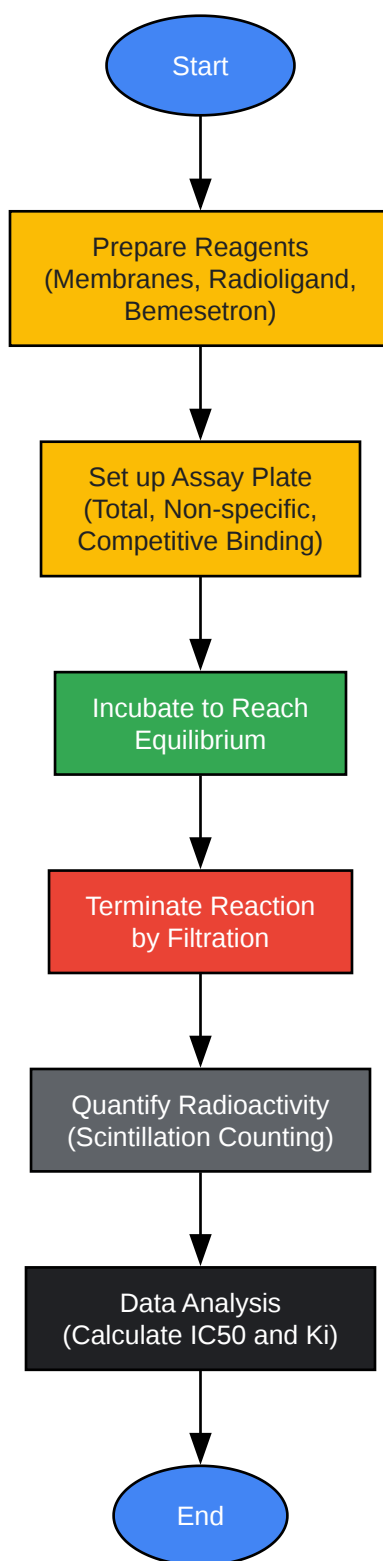 Start
Prepare Reagents
(Membranes, Radioligand,
Bemesetron)
Set up Assay Plate
(Total, Non-specific,
Competitive Binding)
Incubate to Reach
Equilibrium
Terminate Reaction
by Filtration
Quantify Radioactivity
(Scintillation Counting)
Data Analysis
(Calculate IC50 and Ki)
End